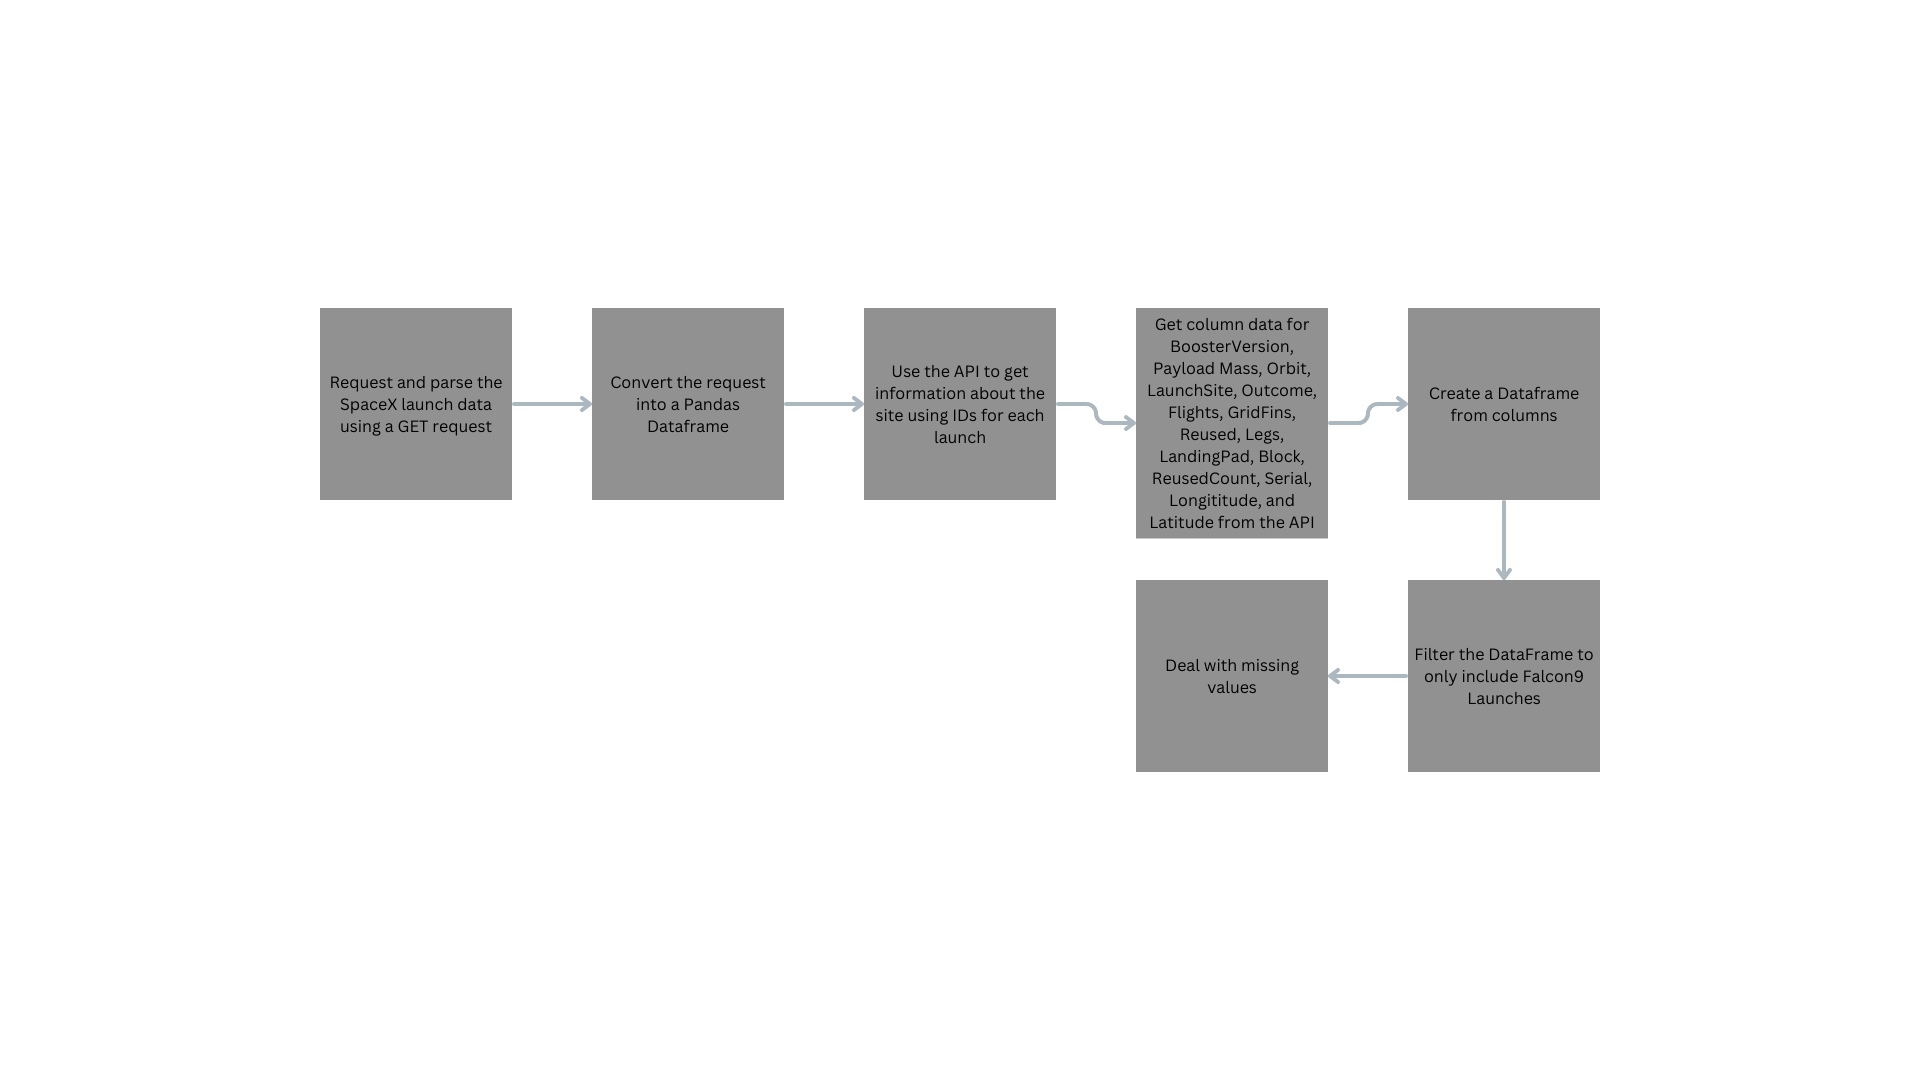 Request and parse the
SpaceX launch data
using a GET request
Convert the request
into a Pandas
Dataframe
Use the API to get
information about the
site using IDs for each
launch
Get column data for
BoosterVersion,
Payload Mass, Orbit,
LaunchSite, Outcome,
Flights, GridFins,
Reused, Legs,
LandingPad, Block,
ReusedCount, Serial,
Longititude, and
Latitude from the API
Create a Dataframe
from columns
Filter the DataFrame to
only include Falcon9
Launches
Deal with missing
values